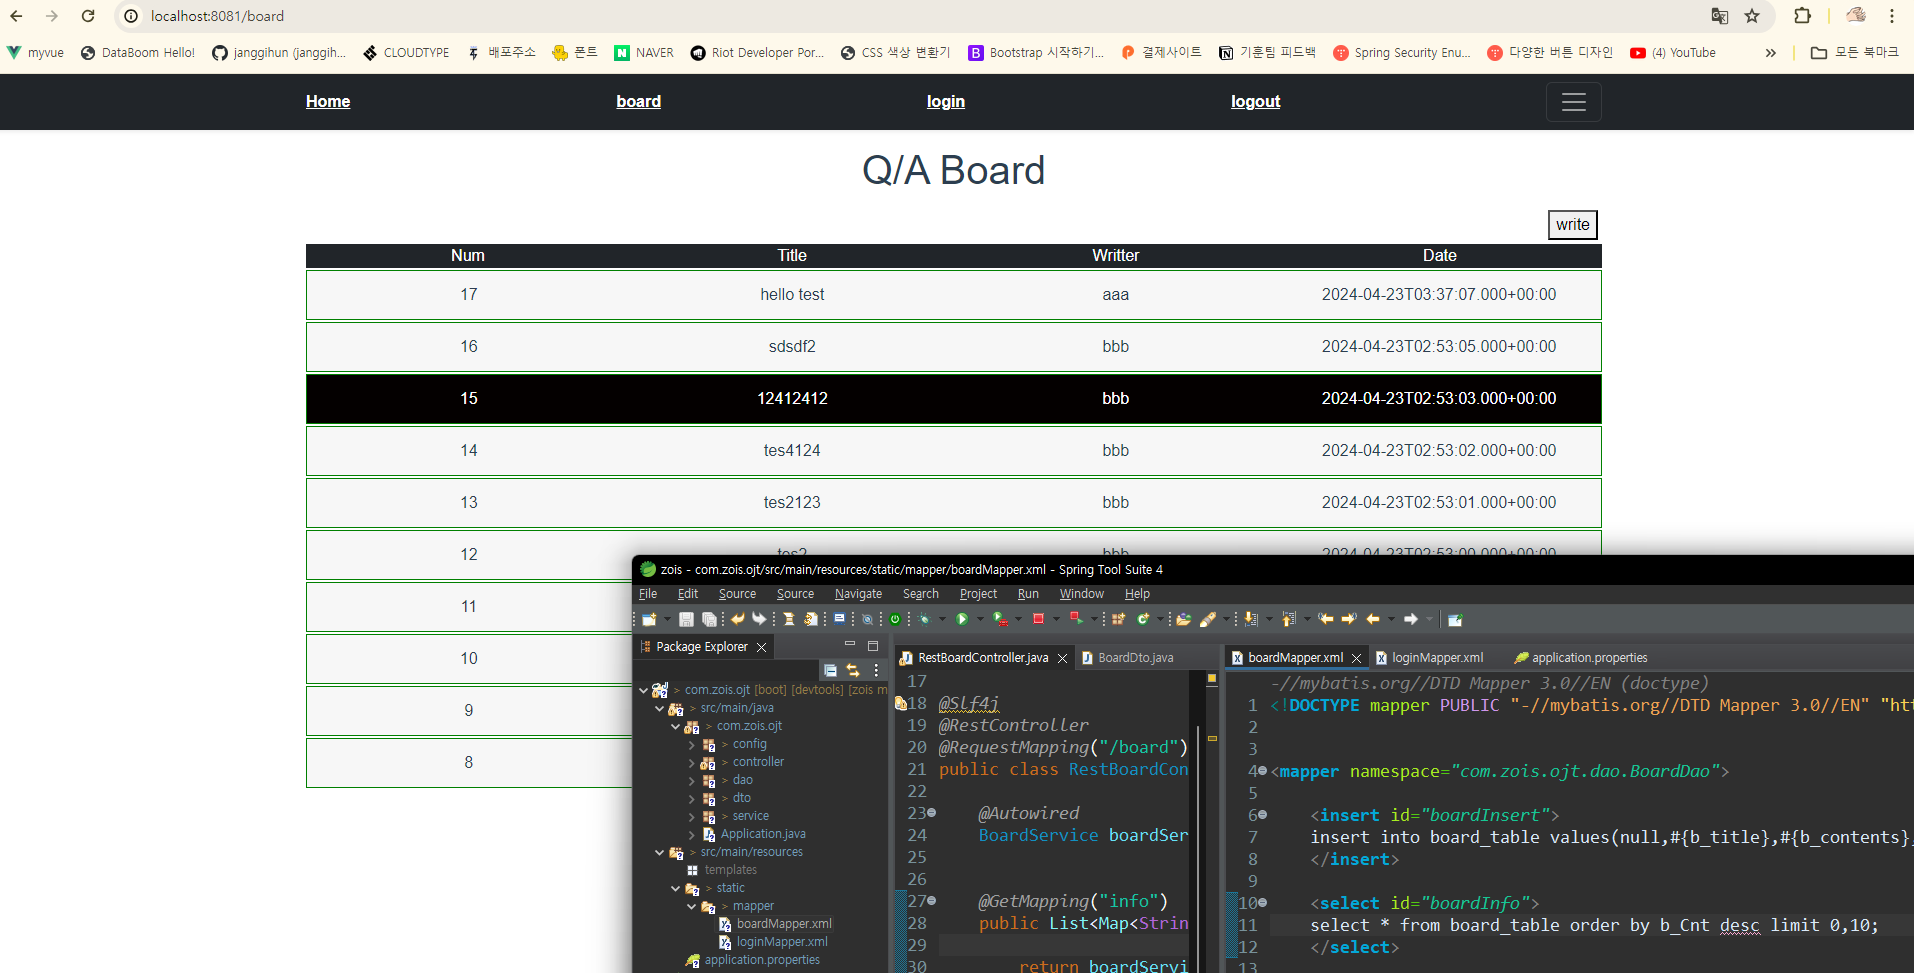 localhost:8081/board
myvue DataBoom Hello! janggihun (janggih... CLOUDTYPE 배포주소 폰트 NAVER Riot Developer Por... CSS 색상 변환기 Bootstrap 시작하기... 결제사이트 기훈팀 피드백 Spring Security Enu... 다양한 버튼 디자인 (4) YouTube » 모든 북마크
Home board login logout
Q/A Board
write
Num Title Writter Date
17 hello test aaa 2024-04-23T03:37:07.000+00:00
16 sdsdf2 bbb 2024-04-23T02:53:05.000+00:00
15 12412412 bbb 2024-04-23T02:53:03.000+00:00
14 tes4124 bbb 2024-04-23T02:53:02.000+00:00
13 tes2123 bbb 2024-04-23T02:53:01.000+00:00
12 tes2 bbb 2024-04-23T02:53:00.000+00:00
11
10
9
8
zois - com.zois.ojt/src/main/resources/static/mapper/boardMapper.xml - Spring Tool Suite 4
File Edit Source Source Navigate Search Project Run Window Help
Package Explorer
> com.zois.ojt [boot] [devtools] [zois m
> src/main/java
> com.zois.ojt
> config
> controller
> dao
> dto
> service
Application.java
> src/main/resources
templates
> static
> mapper
boardMapper.xml
loginMapper.xml
application.properties
RestBoardController.java BoardDto.java
17
18 @Slf4j
19 @RestController
20 @RequestMapping("/board")
21 public class RestBoardCon
22
23 @Autowired
24 BoardService boardSer
25
26
27 @GetMapping("info")
28 public List<Map<Strin
29
30 return boardServi
boardMapper.xml loginMapper.xml application.properties
-//mybatis.org//DTD Mapper 3.0//EN (doctype)
1 <!DOCTYPE mapper PUBLIC "-//mybatis.org//DTD Mapper 3.0//EN" "htt
2
3
4 <mapper namespace="com.zois.ojt.dao.BoardDao">
5
6 <insert id="boardInsert">
7 insert into board_table values(null,#{b_title},#{b_contents},
8 </insert>
9
10 <select id="boardInfo">
11 select * from board_table order by b_Cnt desc limit 0,10;
12 </select>
13